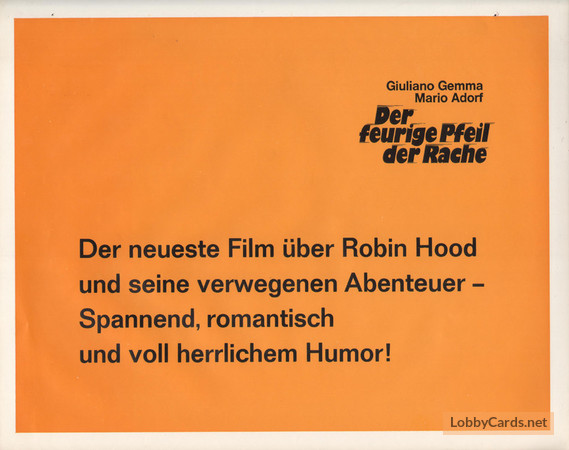 Giuliano Gemma
Mario Adorf
Der
feurige Pfeil
der Rache
Der neueste Film über Robin Hood
und seine verwegenen Abenteuer –
Spannend, romantisch
und voll herrlichem Humor!
LobbyCards.net